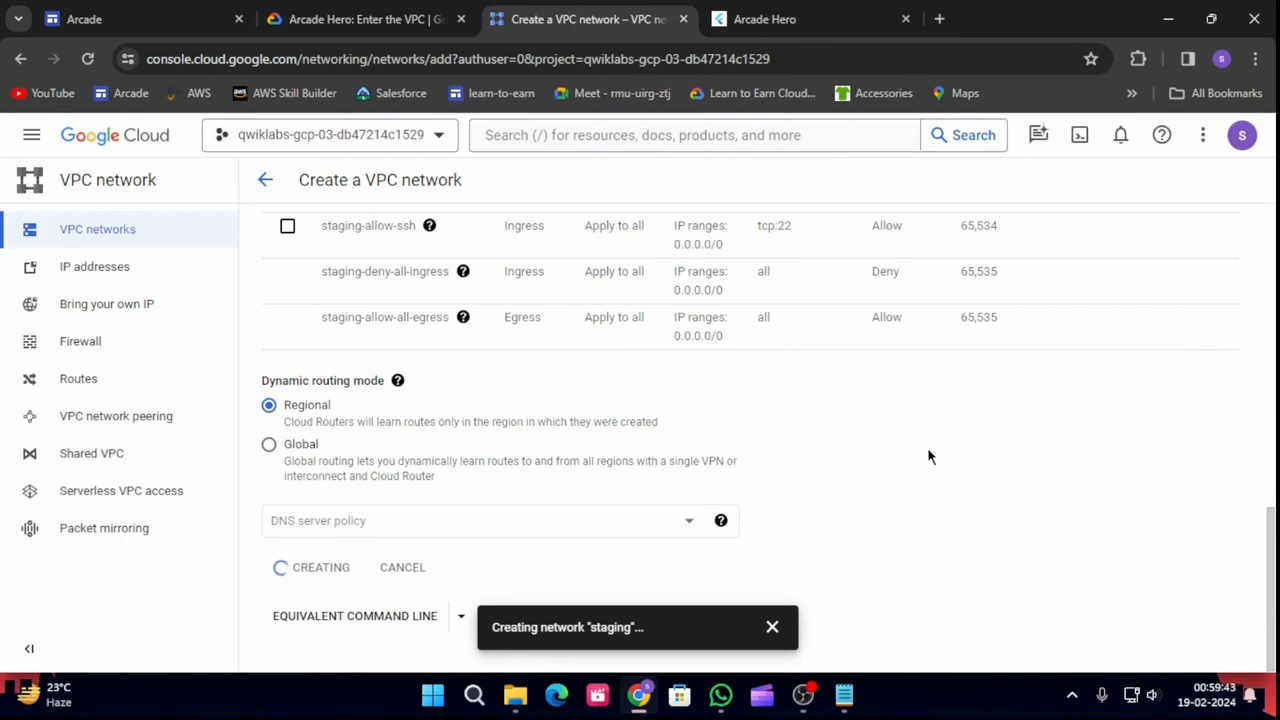 Arcade
Arcade Hero: Enter the VPC | Go
Create a VPC network – VPC ne
Arcade Hero
console.cloud.google.com/networking/networks/add?authuser=0&project=qwiklabs-gcp-03-db47214c1529
S
YouTube
Arcade
AWS
AWS Skill Builder
Salesforce
learn-to-earn
Meet - rmu-uirg-ztj
Learn to Earn Cloud...
Accessories
Maps
All Bookmarks
Google Cloud
qwiklabs-gcp-03-db47214c1529
Search (/) for resources, docs, products, and more
Search
S
VPC network
Create a VPC network
VPC networks
IP addresses
Bring your own IP
Firewall
Routes
VPC network peering
Shared VPC
Serverless VPC access
Packet mirroring
staging-allow-ssh Ingress Apply to all IP ranges: tcp:22 Allow 65,534
0.0.0.0/0
staging-deny-all-ingress Ingress Apply to all IP ranges: all Deny 65,535
0.0.0.0/0
staging-allow-all-egress Egress Apply to all IP ranges: all Allow 65,535
0.0.0.0/0
Dynamic routing mode
Regional
Cloud Routers will learn routes only in the region in which they were created
Global
Global routing lets you dynamically learn routes to and from all regions with a single VPN or
interconnect and Cloud Router
DNS server policy
CREATING CANCEL
EQUIVALENT COMMAND LINE
Creating network "staging"...
23°C
Haze
00:59:43
19-02-2024